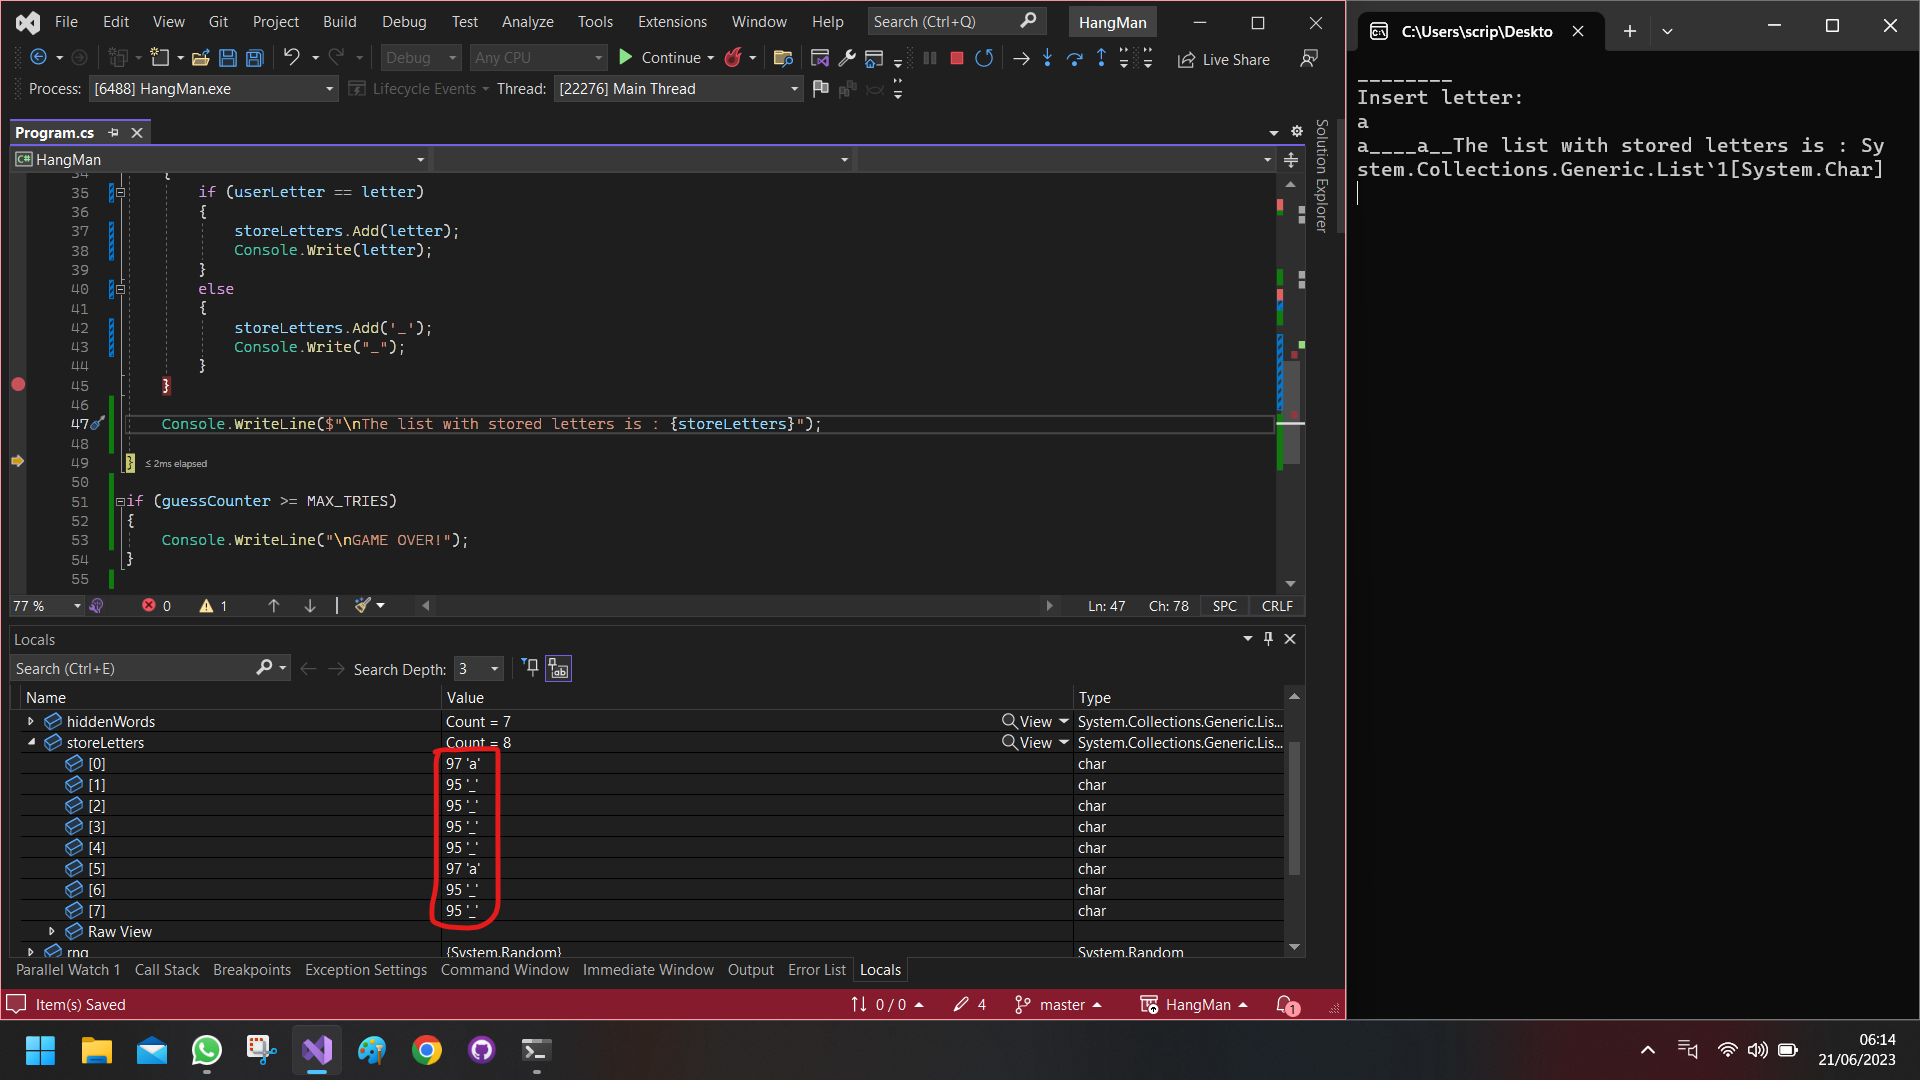 File Edit View Git Project Build Debug Test Analyze Tools Extensions Window Help Search (Ctrl+Q) HangMan
Debug Any CPU Continue Live Share
Process: [6488] HangMan.exe Lifecycle Events Thread: [22276] Main Thread
Program.cs
C# HangMan
34 {
35 if (userLetter == letter)
36 {
37 storeLetters.Add(letter);
38 Console.Write(letter);
39 }
40 else
41 {
42 storeLetters.Add('_');
43 Console.Write("_");
44 }
45 }
46
47 Console.WriteLine($"\nThe list with stored letters is : {storeLetters}");
48
49 } ≤ 2ms elapsed
50
51 if (guessCounter >= MAX_TRIES)
52 {
53 Console.WriteLine("\nGAME OVER!");
54 }
55
77 % 0 1 Ln: 47 Ch: 78 SPC CRLF
Solution Explorer
Locals
Search (Ctrl+E) Search Depth: 3
Name Value Type
hiddenWords Count = 7 View System.Collections.Generic.Lis...
storeLetters Count = 8 View System.Collections.Generic.Lis...
[0] 97 'a' char
[1] 95 '_' char
[2] 95 '_' char
[3] 95 '_' char
[4] 95 '_' char
[5] 97 'a' char
[6] 95 '_' char
[7] 95 '_' char
Raw View
rng {System.Random} System.Random
Parallel Watch 1 Call Stack Breakpoints Exception Settings Command Window Immediate Window Output Error List Locals
Item(s) Saved 0 / 0 4 master HangMan 1
C:\Users\scrip\Deskto
________
Insert letter:
a
a____a__The list with stored letters is : Sy
stem.Collections.Generic.List`1[System.Char]
06:14
21/06/2023